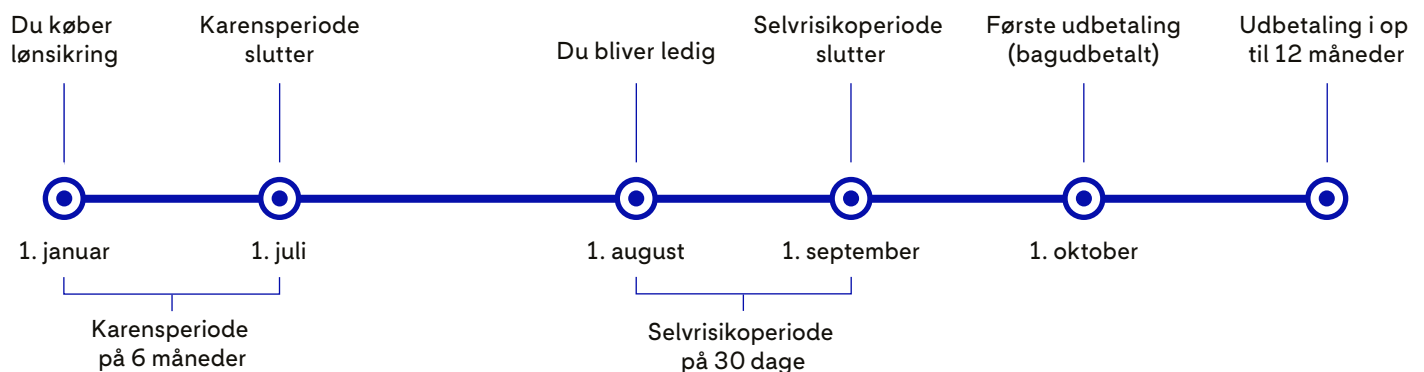 Du køber
lønsikring
Karensperiode
slutter
Du bliver ledig
Selvrisikoperiode
slutter
Første udbetaling
(bagudbetalt)
Udbetaling i op
til 12 måneder
1. januar
1. juli
1. august
1. september
1. oktober
Karensperiode
på 6 måneder
Selvrisikoperiode
på 30 dage